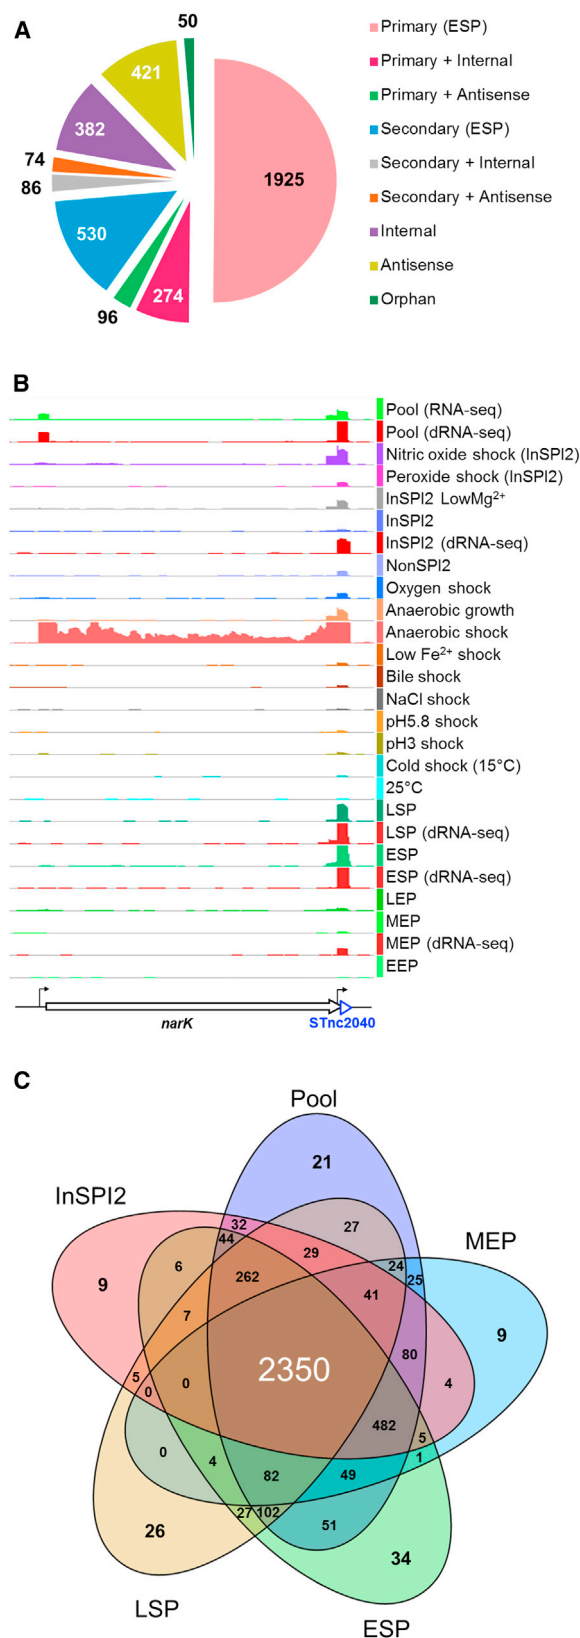 A
50
421
382
74
86
530
96
274
1925
Primary (ESP)
Primary + Internal
Primary + Antisense
Secondary (ESP)
Secondary + Internal
Secondary + Antisense
Internal
Antisense
Orphan
B
Pool (RNA-seq)
Pool (dRNA-seq)
Nitric oxide shock (InSPI2)
Peroxide shock (InSPI2)
InSPI2 LowMg²⁺
InSPI2
InSPI2 (dRNA-seq)
NonSPI2
Oxygen shock
Anaerobic growth
Anaerobic shock
Low Fe²⁺ shock
Bile shock
NaCl shock
pH5.8 shock
pH3 shock
Cold shock (15°C)
25°C
LSP
LSP (dRNA-seq)
ESP
ESP (dRNA-seq)
LEP
MEP
MEP (dRNA-seq)
EEP
narK STnc2040
C
Pool
InSPI2
MEP
21
32
27
44
29
24
25
6
262
41
9
9
7
2350
80
5
0
0
4
482
5
1
0
4
82
49
27 102
51
26
34
LSP
ESP